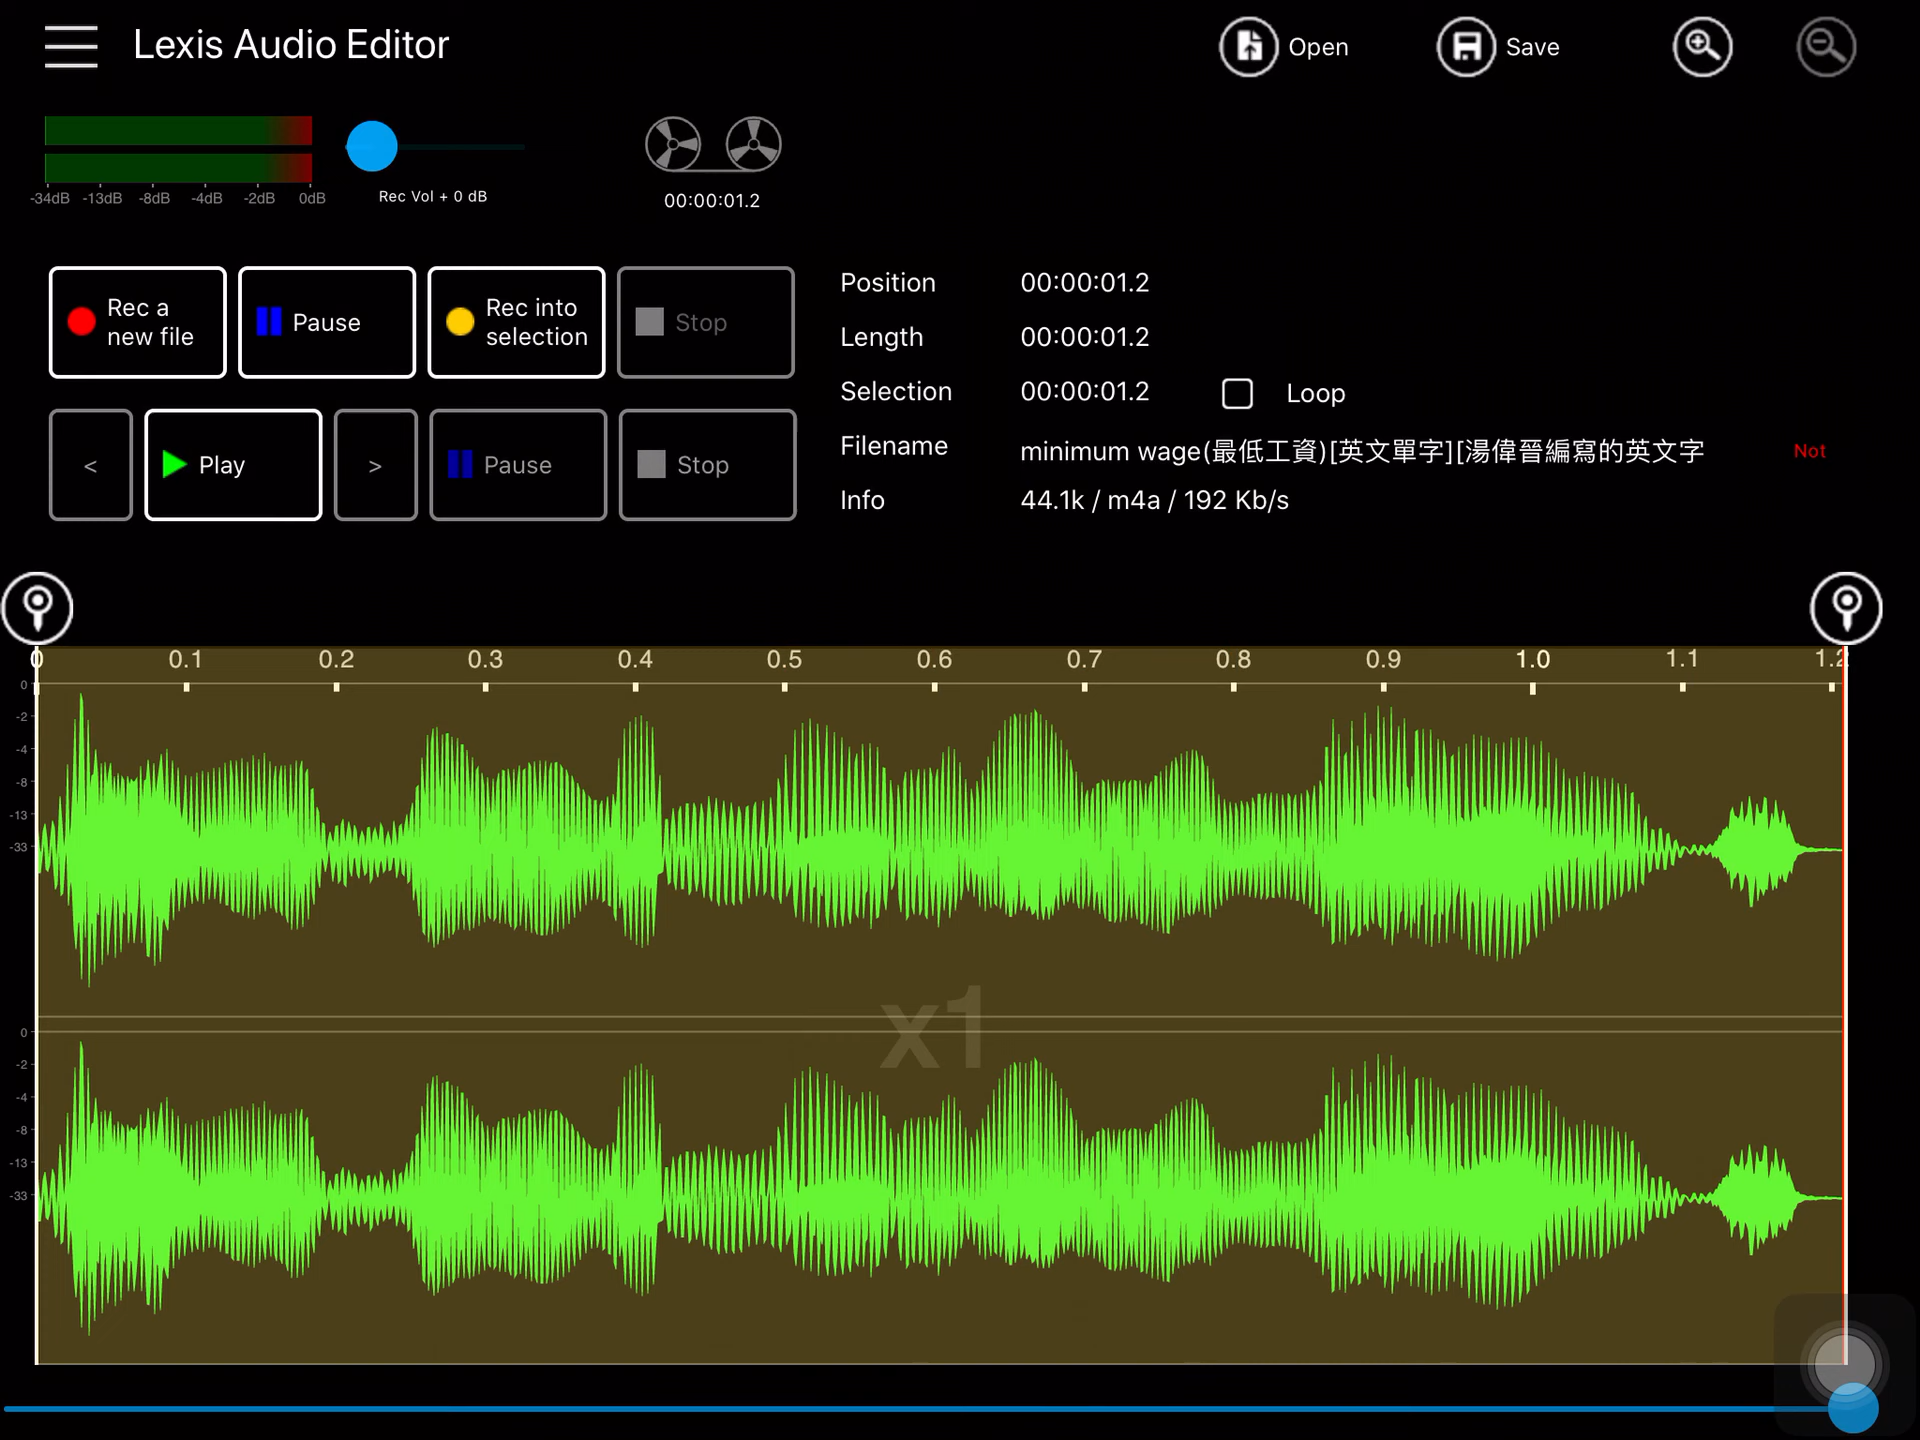 Lexis Audio Editor
Open
Save
-34dB -13dB -8dB -4dB -2dB 0dB
Rec Vol + 0 dB
00:00:01.2
Rec a
new file
Pause
Rec into
selection
Stop
<
Play
>
Pause
Stop
Position 00:00:01.2
Length 00:00:01.2
Selection 00:00:01.2
Loop
Filename minimum wage(最低工資)[英文單字][湯偉晉編寫的英文字
Not
Info 44.1k / m4a / 192 Kb/s
0 0.1 0.2 0.3 0.4 0.5 0.6 0.7 0.8 0.9 1.0 1.1 1.2
0
-2
-4
-8
-13
-33
x1
0
-2
-4
-8
-13
-33